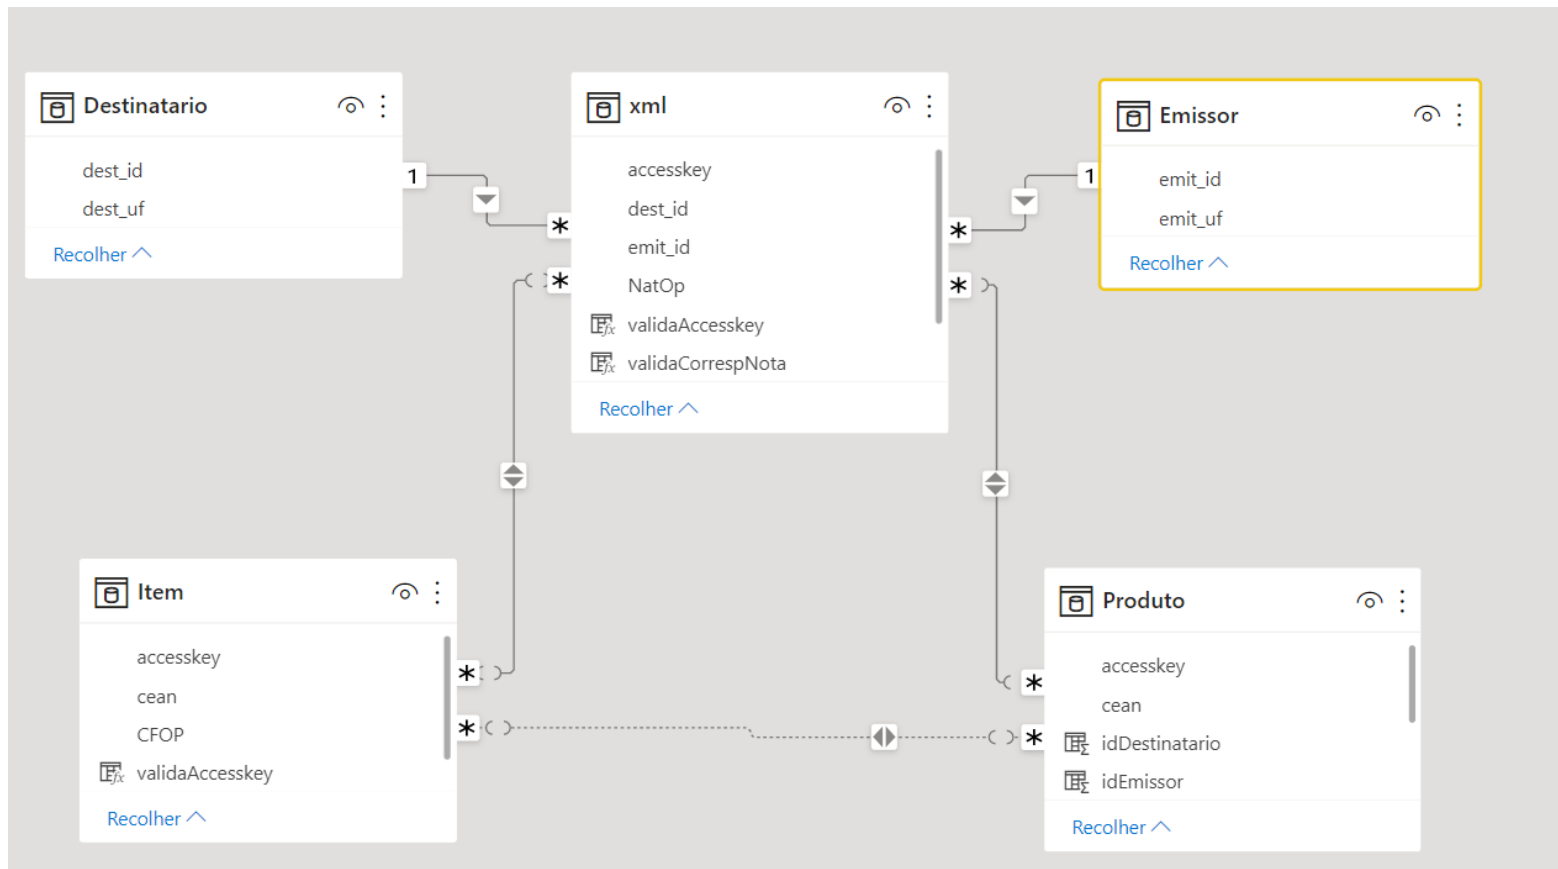 Destinatario
dest_id
dest_uf
Recolher
1
*
xml
accesskey
dest_id
emit_id
NatOp
validaAccesskey
validaCorrespNota
Recolher
*
*
*
1
Emissor
emit_id
emit_uf
Recolher
Item
accesskey
cean
CFOP
validaAccesskey
Recolher
*
*
*
*
Produto
accesskey
cean
idDestinatario
idEmissor
Recolher